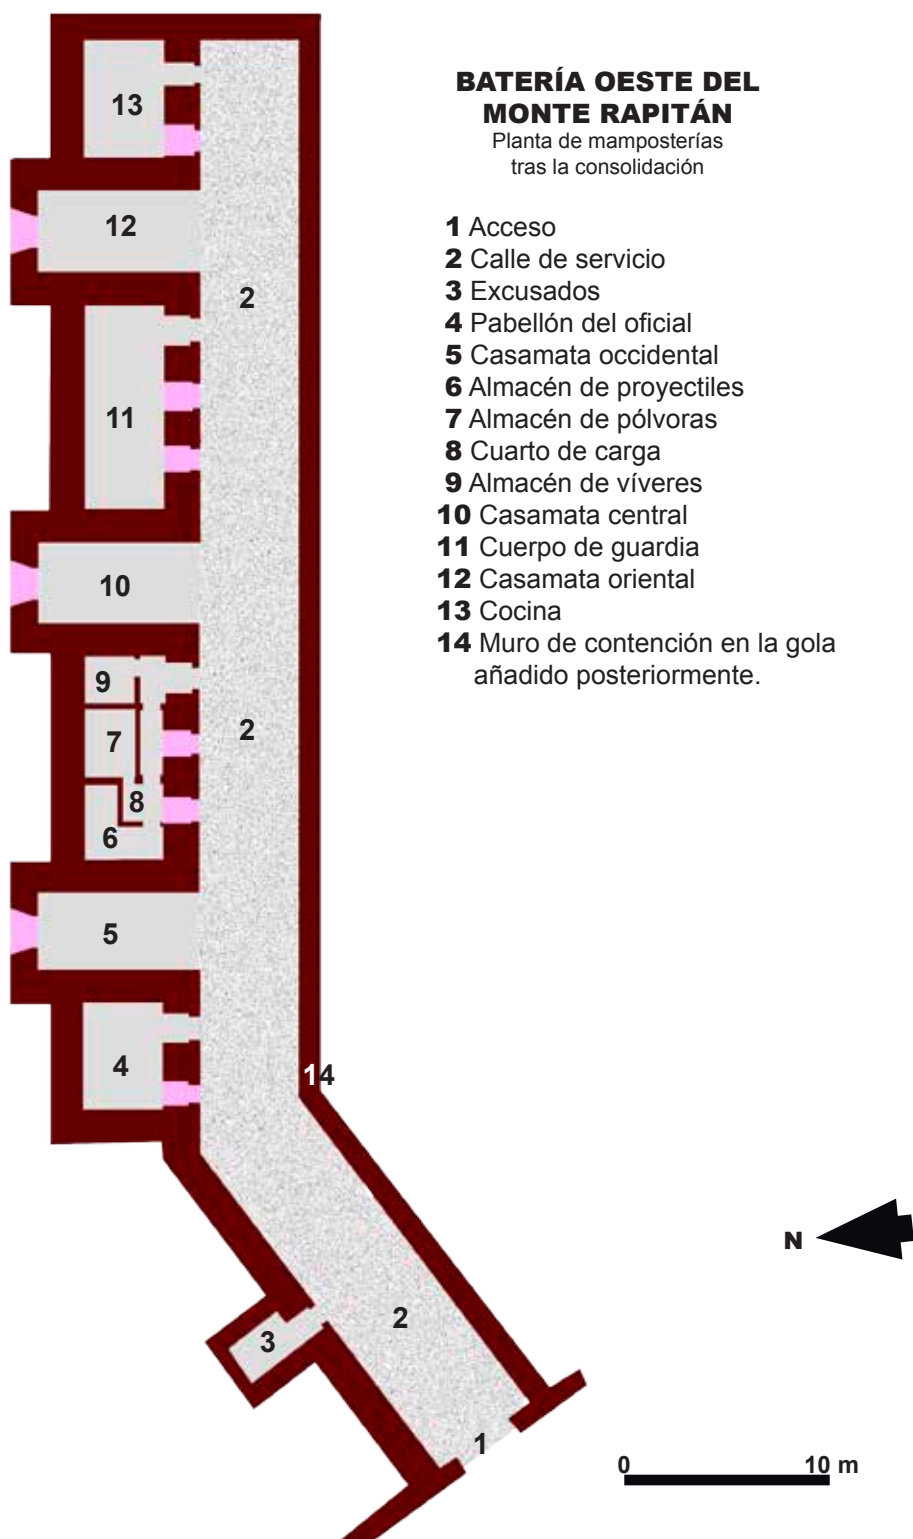 BATERÍA OESTE DEL
MONTE RAPITÁN
Planta de mamposterías
tras la consolidación
1 Acceso
2 Calle de servicio
3 Excusados
4 Pabellón del oficial
5 Casamata occidental
6 Almacén de proyectiles
7 Almacén de pólvoras
8 Cuarto de carga
9 Almacén de víveres
10 Casamata central
11 Cuerpo de guardia
12 Casamata oriental
13 Cocina
14 Muro de contención en la gola
añadido posteriormente.
13
12
2
11
10
9
7
2
8
6
5
4
14
N
2
3
1
0 10 m